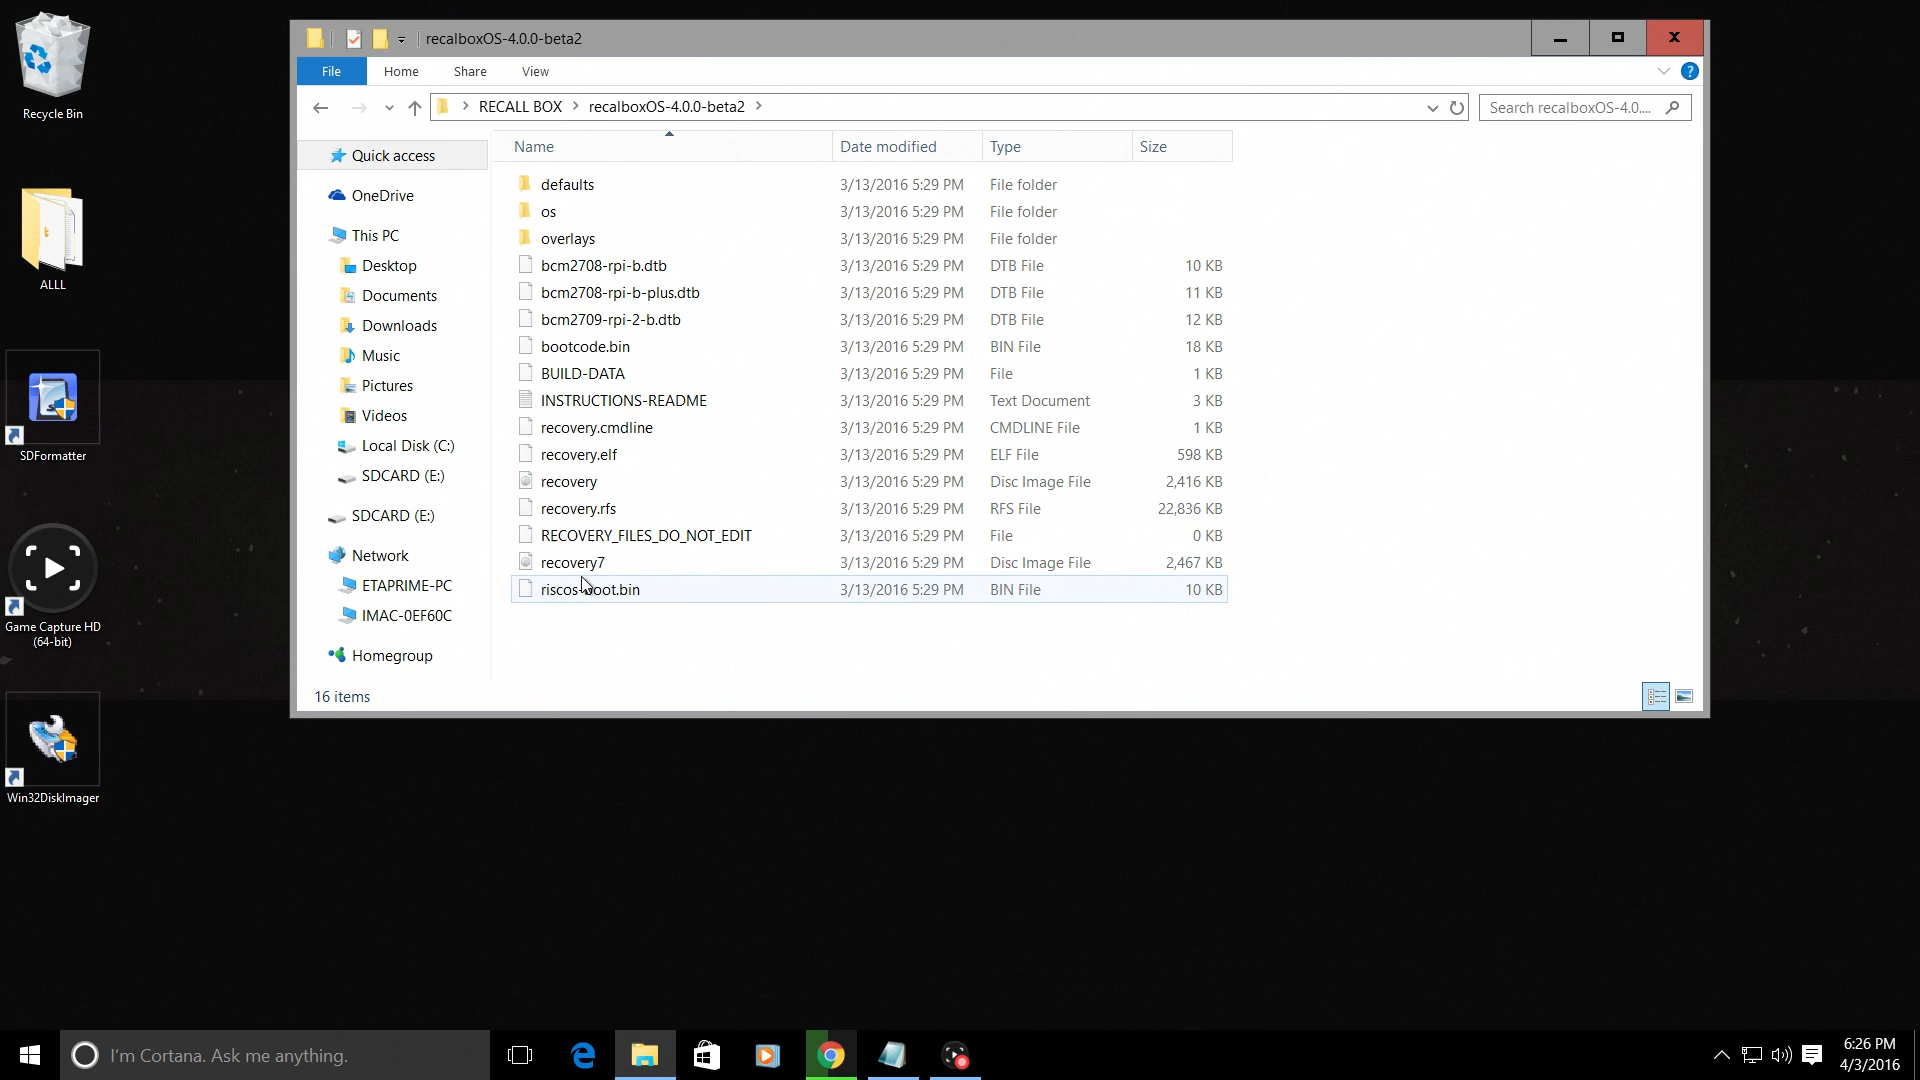 Recycle Bin
ALLL
SDFormatter
Game Capture HD
(64-bit)
Win32DiskImager
recalboxOS-4.0.0-beta2
File
Home
Share
View
RECALL BOX
recalboxOS-4.0.0-beta2
Search recalboxOS-4.0....
Quick access
OneDrive
This PC
Desktop
Documents
Downloads
Music
Pictures
Videos
Local Disk (C:)
SDCARD (E:)
SDCARD (E:)
Network
ETAPRIME-PC
IMAC-0EF60C
Homegroup
Name Date modified Type Size
defaults 3/13/2016 5:29 PM File folder
os 3/13/2016 5:29 PM File folder
overlays 3/13/2016 5:29 PM File folder
bcm2708-rpi-b.dtb 3/13/2016 5:29 PM DTB File 10 KB
bcm2708-rpi-b-plus.dtb 3/13/2016 5:29 PM DTB File 11 KB
bcm2709-rpi-2-b.dtb 3/13/2016 5:29 PM DTB File 12 KB
bootcode.bin 3/13/2016 5:29 PM BIN File 18 KB
BUILD-DATA 3/13/2016 5:29 PM File 1 KB
INSTRUCTIONS-README 3/13/2016 5:29 PM Text Document 3 KB
recovery.cmdline 3/13/2016 5:29 PM CMDLINE File 1 KB
recovery.elf 3/13/2016 5:29 PM ELF File 598 KB
recovery 3/13/2016 5:29 PM Disc Image File 2,416 KB
recovery.rfs 3/13/2016 5:29 PM RFS File 22,836 KB
RECOVERY_FILES_DO_NOT_EDIT 3/13/2016 5:29 PM File 0 KB
recovery7 3/13/2016 5:29 PM Disc Image File 2,467 KB
riscos-boot.bin 3/13/2016 5:29 PM BIN File 10 KB
16 items
I'm Cortana. Ask me anything.
6:26 PM
4/3/2016